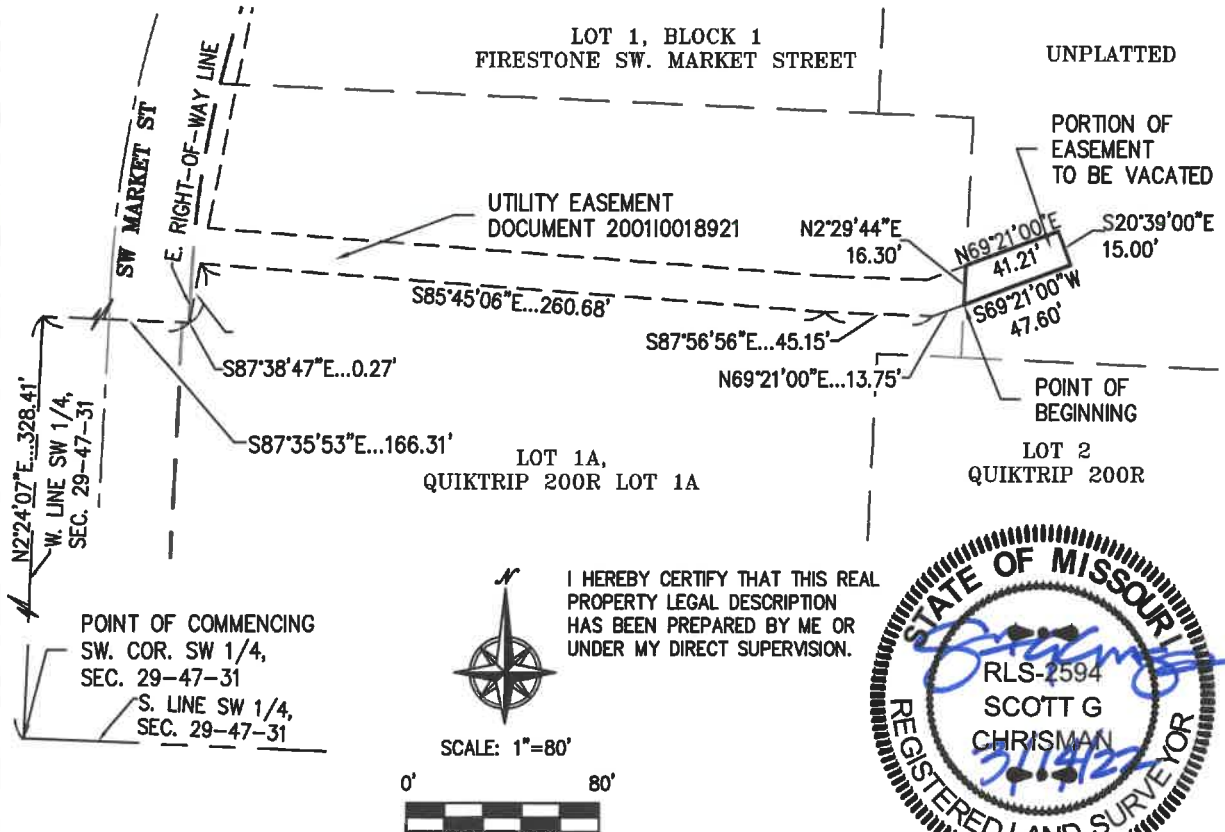 LOT 1, BLOCK 1
FIRESTONE SW. MARKET STREET
UNPLATTED
SW MARKET ST
E. RIGHT-OF-WAY LINE
PORTION OF
EASEMENT
TO BE VACATED
UTILITY EASEMENT
DOCUMENT 2001I0018921
N2°29'44"E
16.30'
N69°21'00"E
41.21'
S20°39'00"E
15.00'
S69°21'00"W
47.60'
S85°45'06"E...260.68'
S87°56'56"E...45.15'
N69°21'00"E...13.75'
S87°38'47"E...0.27'
S87°35'53"E...166.31'
POINT OF
BEGINNING
N2°24'07"E...328.41'
W. LINE SW 1/4,
SEC. 29-47-31
LOT 1A,
QUIKTRIP 200R LOT 1A
LOT 2
QUIKTRIP 200R
POINT OF COMMENCING
SW. COR. SW 1/4,
SEC. 29-47-31
S. LINE SW 1/4,
SEC. 29-47-31
N
SCALE: 1"=80'
0' 80'
I HEREBY CERTIFY THAT THIS REAL
PROPERTY LEGAL DESCRIPTION
HAS BEEN PREPARED BY ME OR
UNDER MY DIRECT SUPERVISION.
STATE OF MISSOURI
RLS-2594
SCOTT G
CHRISMAN
3/14/22
REGISTERED LAND SURVEYOR